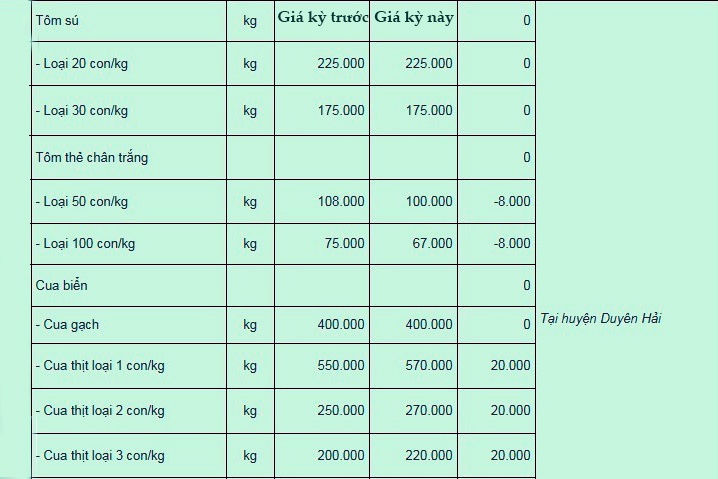 Tôm sú kg Giá kỳ trước Giá kỳ này 0
- Loại 20 con/kg kg 225.000 225.000 0
- Loại 30 con/kg kg 175.000 175.000 0
Tôm thẻ chân trắng 0
- Loại 50 con/kg kg 108.000 100.000 -8.000
- Loại 100 con/kg kg 75.000 67.000 -8.000
Cua biển 0
- Cua gạch kg 400.000 400.000 0 Tại huyện Duyên Hải
- Cua thịt loại 1 con/kg kg 550.000 570.000 20.000
- Cua thịt loại 2 con/kg kg 250.000 270.000 20.000
- Cua thịt loại 3 con/kg kg 200.000 220.000 20.000